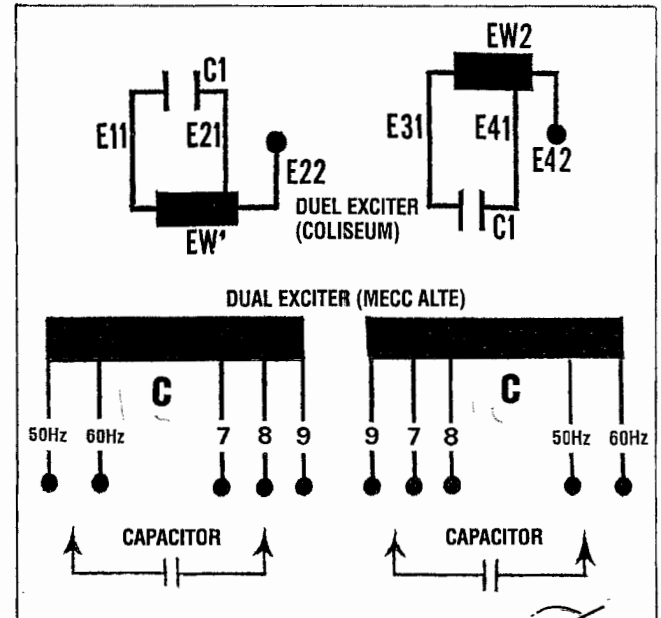 C1
E11
E21
E22
EW'
EW2
E31
E41
E42
C1
DUEL EXCITER
(COLISEUM)
DUAL EXCITER (MECC ALTE)
C
50Hz 60Hz 7 8 9
CAPACITOR
C
9 7 8 50Hz 60Hz
CAPACITOR